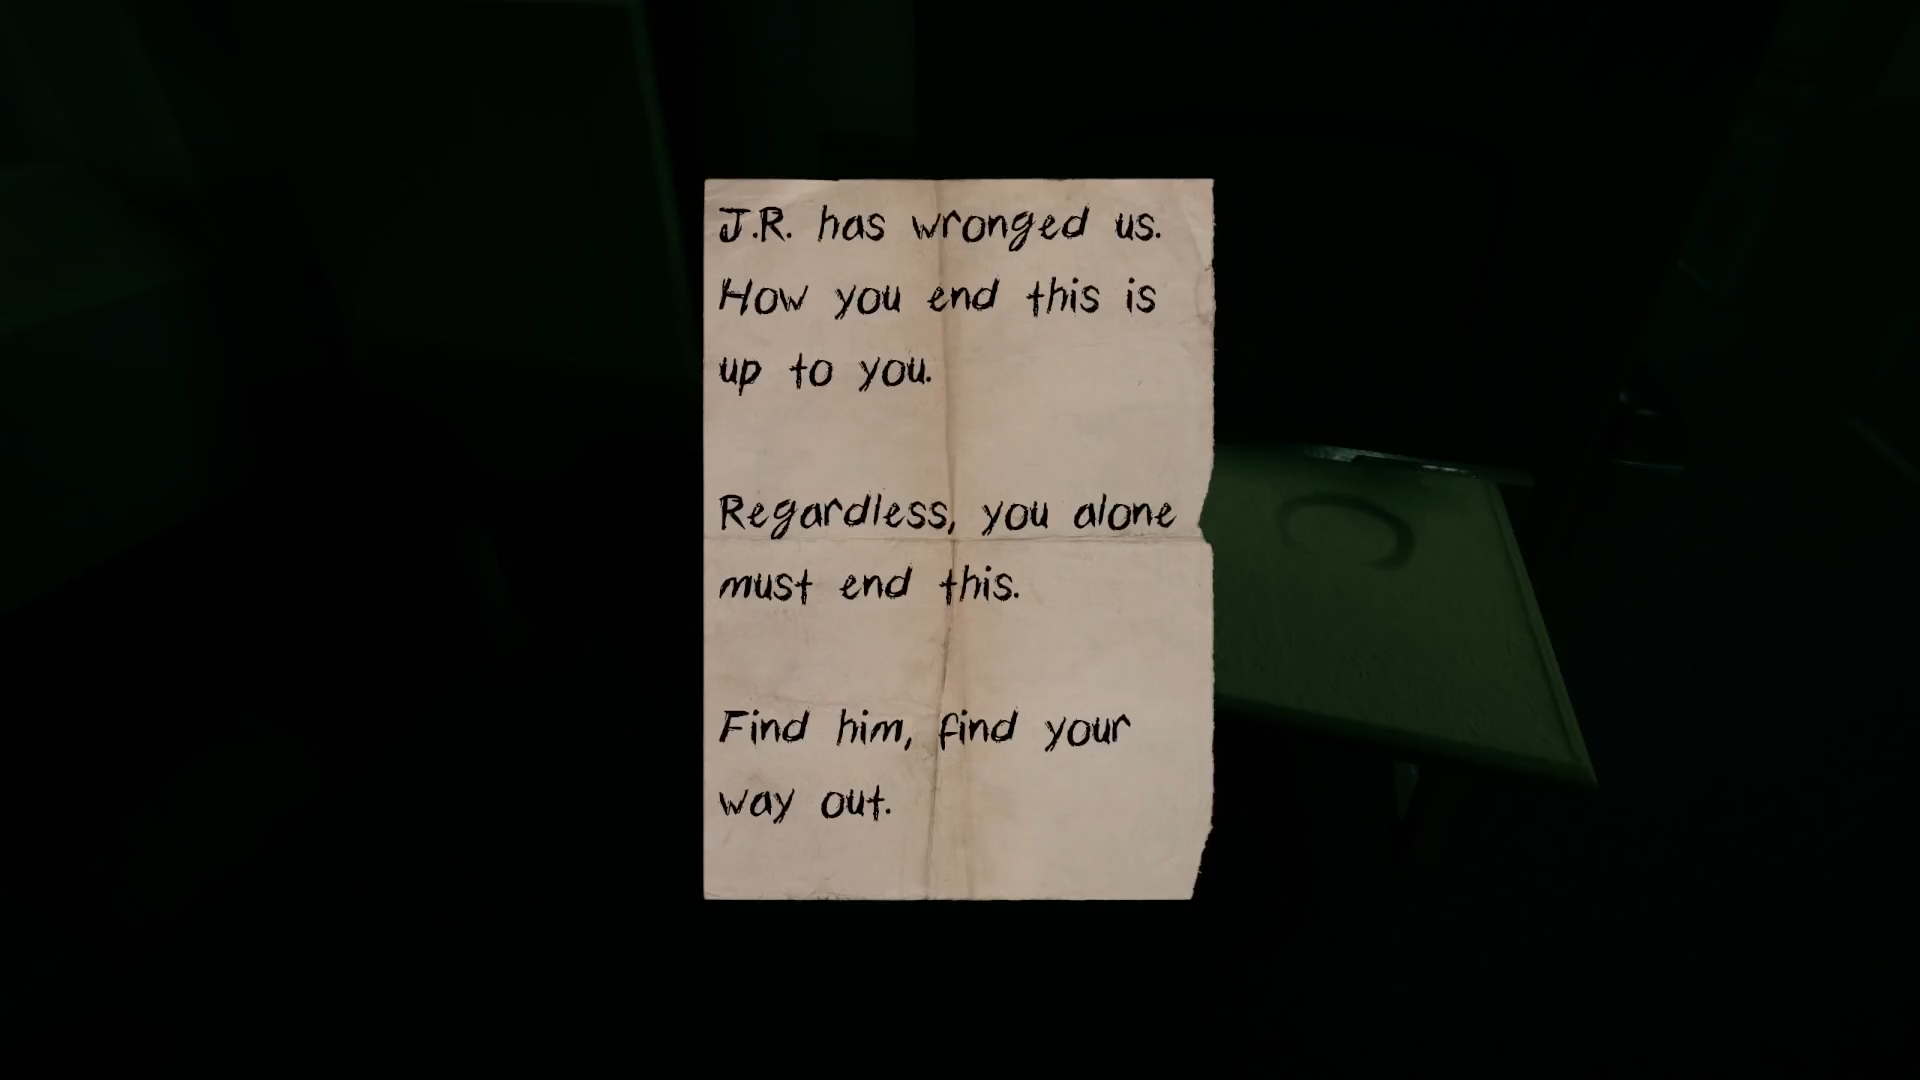 J.R. has wronged us.
How you end this is
up to you.
Regardless, you alone
must end this.
Find him, find your
way out.